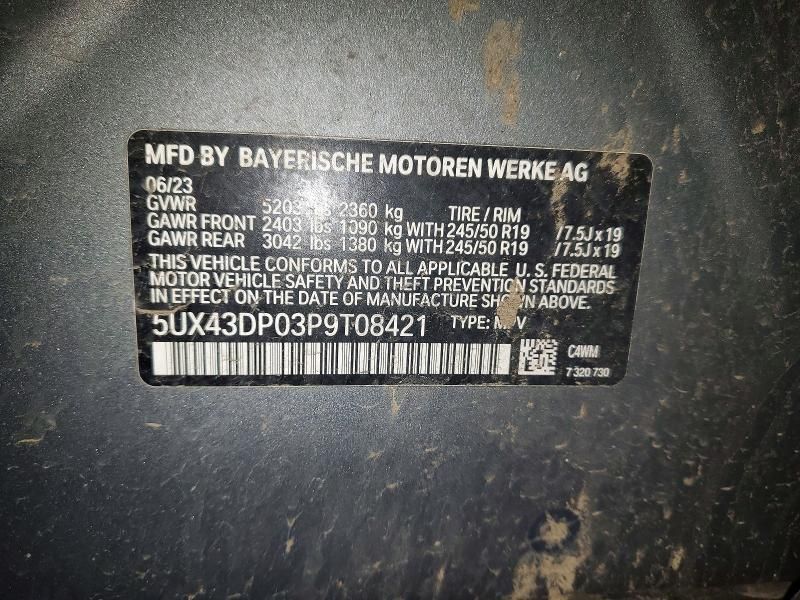 MFD BY BAYERISCHE MOTOREN WERKE AG
06/23
GVWR 5203 2360 kg TIRE / RIM
GAWR FRONT 2403 lbs 1090 kg WITH 245/50 R19 /7.5J x 19
GAWR REAR 3042 lbs 1380 kg WITH 245/50 R19 /7.5J x 19
THIS VEHICLE CONFORMS TO ALL APPLICABLE U. S. FEDERAL
MOTOR VEHICLE SAFETY AND THEFT PREVENTION STANDARDS
IN EFFECT ON THE DATE OF MANUFACTURE SHOWN ABOVE.
5UX43DP03P9T08421 TYPE:
C4WM
7 320 730